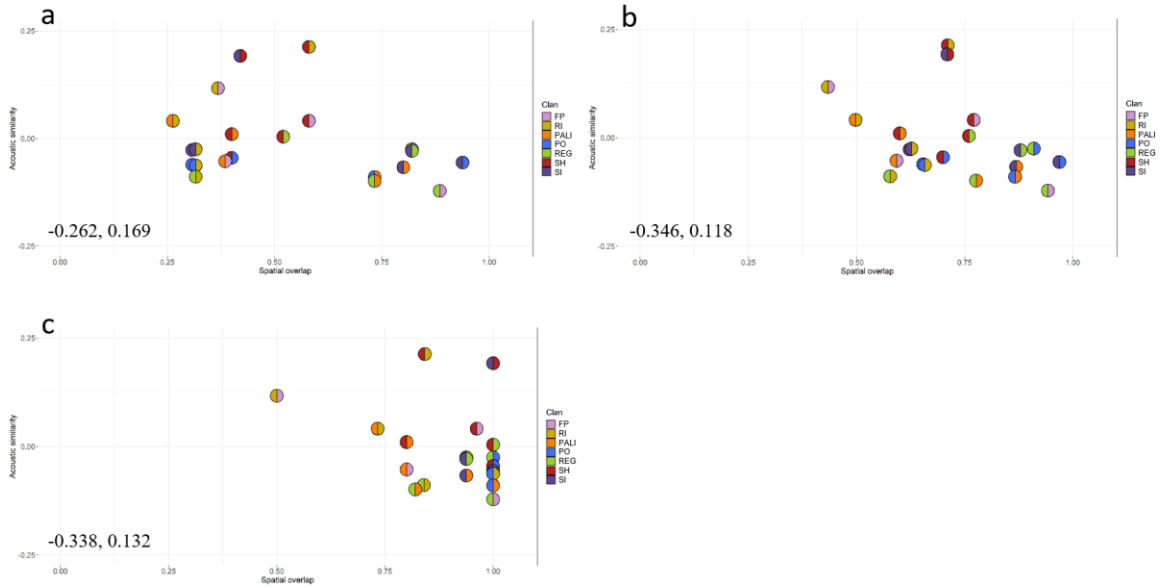 a
0.25
0.00
-0.25
Acoustic similarity
0.00 0.25 0.50 0.75 1.00
Spatial overlap
-0.262, 0.169
Clan
FP
RI
PALI
PO
REG
SH
SI
b
0.25
0.00
-0.25
Acoustic similarity
0.00 0.25 0.50 0.75 1.00
Spatial overlap
-0.346, 0.118
Clan
FP
RI
PALI
PO
REG
SH
SI
c
0.25
0.00
-0.25
Acoustic similarity
0.00 0.25 0.50 0.75 1.00
Spatial overlap
-0.338, 0.132
Clan
FP
RI
PALI
PO
REG
SH
SI